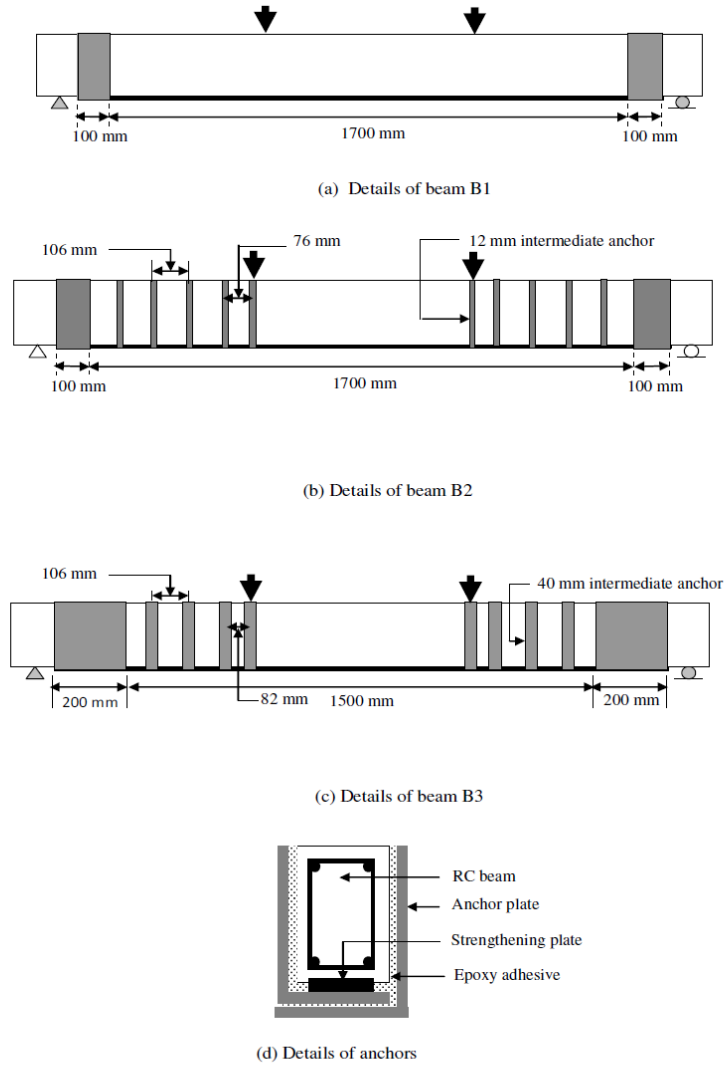 100 mm
1700 mm
100 mm
(a) Details of beam B1
106 mm
76 mm
12 mm intermediate anchor
100 mm
1700 mm
100 mm
(b) Details of beam B2
106 mm
40 mm intermediate anchor
200 mm
82 mm
1500 mm
200 mm
(c) Details of beam B3
RC beam
Anchor plate
Strengthening plate
Epoxy adhesive
(d) Details of anchors